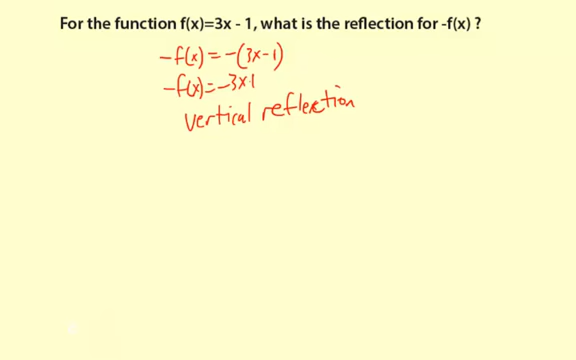 For the function f(x)=3x - 1, what is the reflection for -f(x) ?
-f(x) = -(3x-1)
-f(x) = -3x+1
vertical reflection